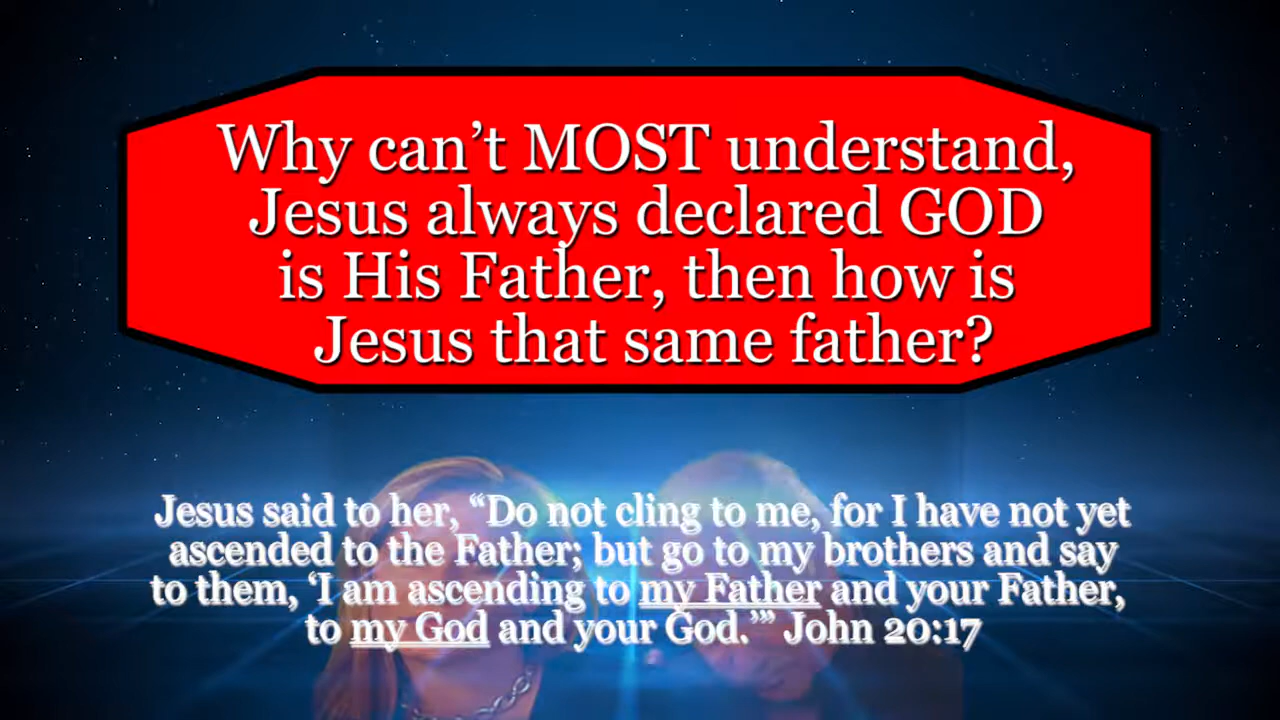 Why can’t MOST understand,
Jesus always declared GOD
is His Father, then how is
Jesus that same father?
Jesus said to her, “Do not cling to me, for I have not yet
ascended to the Father; but go to my brothers and say
to them, ‘I am ascending to my Father and your Father,
to my God and your God.’” John 20:17